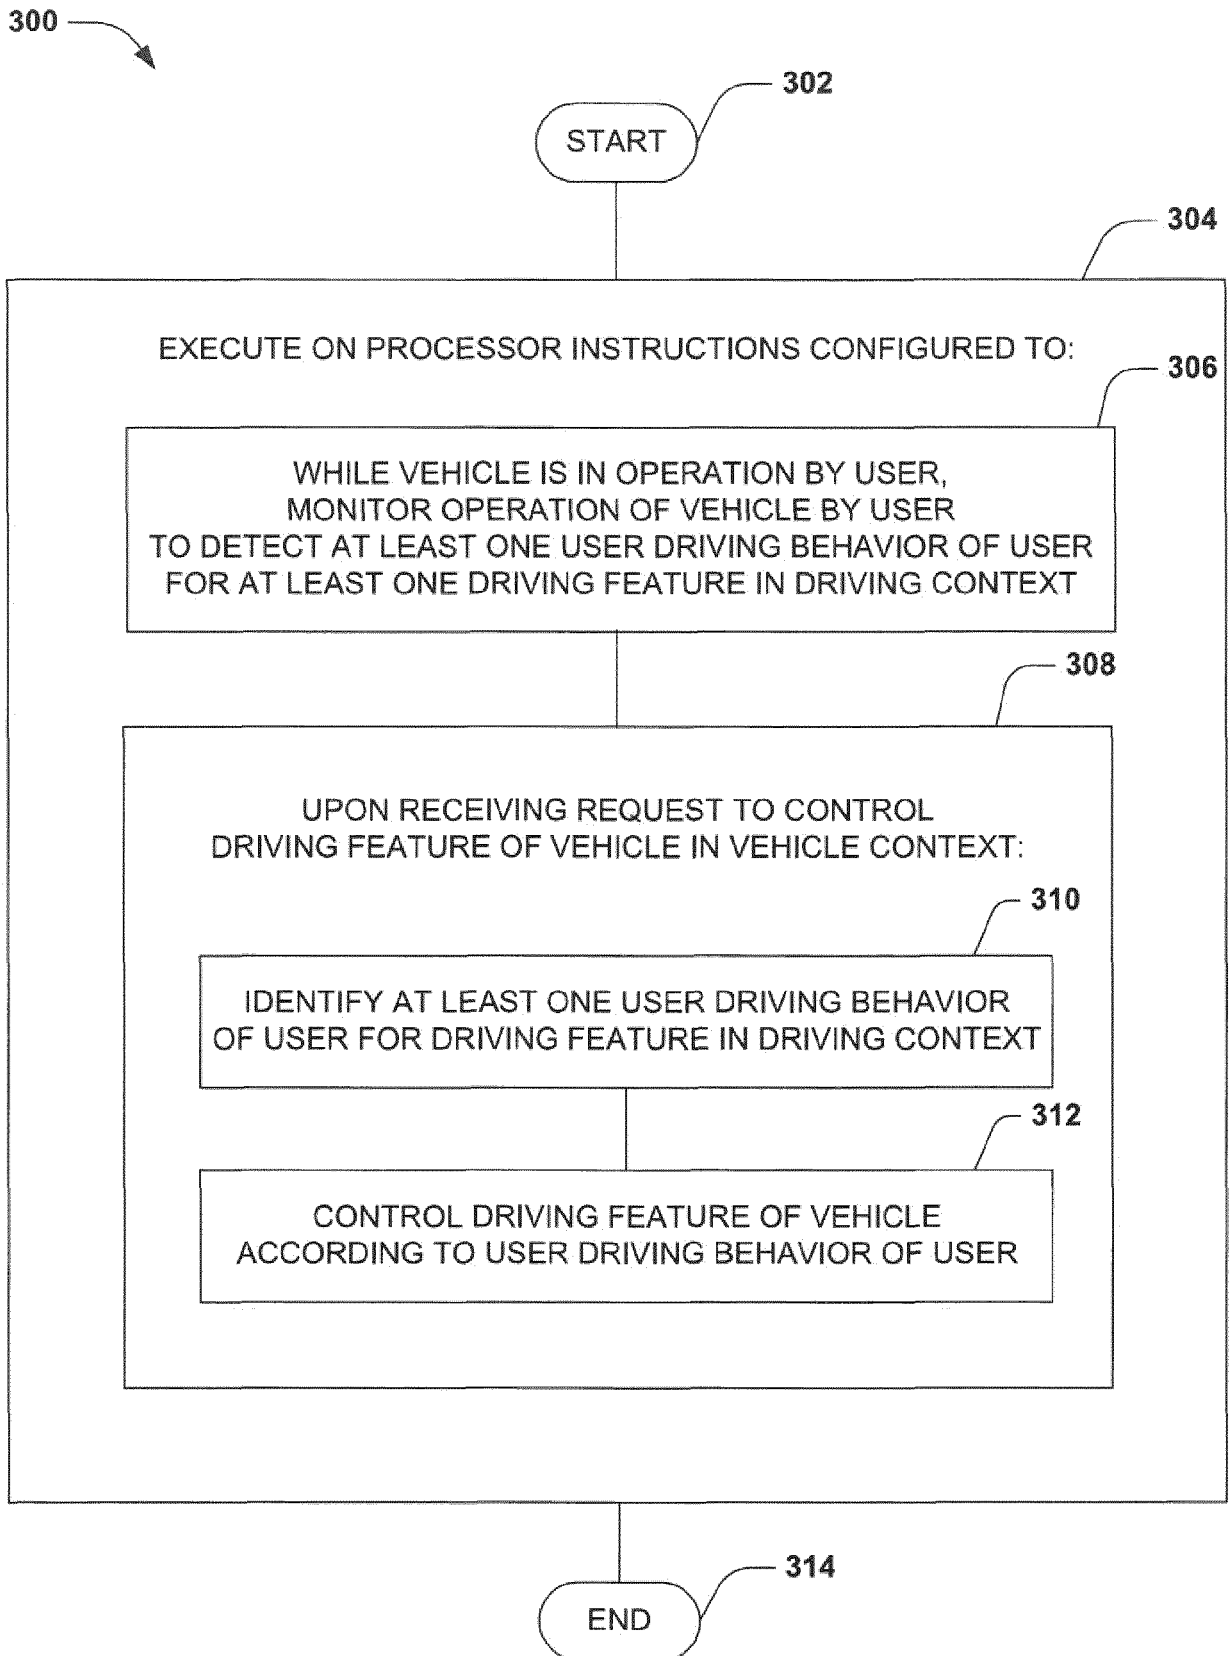 300
302
START
304
EXECUTE ON PROCESSOR INSTRUCTIONS CONFIGURED TO:
306
WHILE VEHICLE IS IN OPERATION BY USER,
MONITOR OPERATION OF VEHICLE BY USER
TO DETECT AT LEAST ONE USER DRIVING BEHAVIOR OF USER
FOR AT LEAST ONE DRIVING FEATURE IN DRIVING CONTEXT
308
UPON RECEIVING REQUEST TO CONTROL
DRIVING FEATURE OF VEHICLE IN VEHICLE CONTEXT:
310
IDENTIFY AT LEAST ONE USER DRIVING BEHAVIOR
OF USER FOR DRIVING FEATURE IN DRIVING CONTEXT
312
CONTROL DRIVING FEATURE OF VEHICLE
ACCORDING TO USER DRIVING BEHAVIOR OF USER
314
END